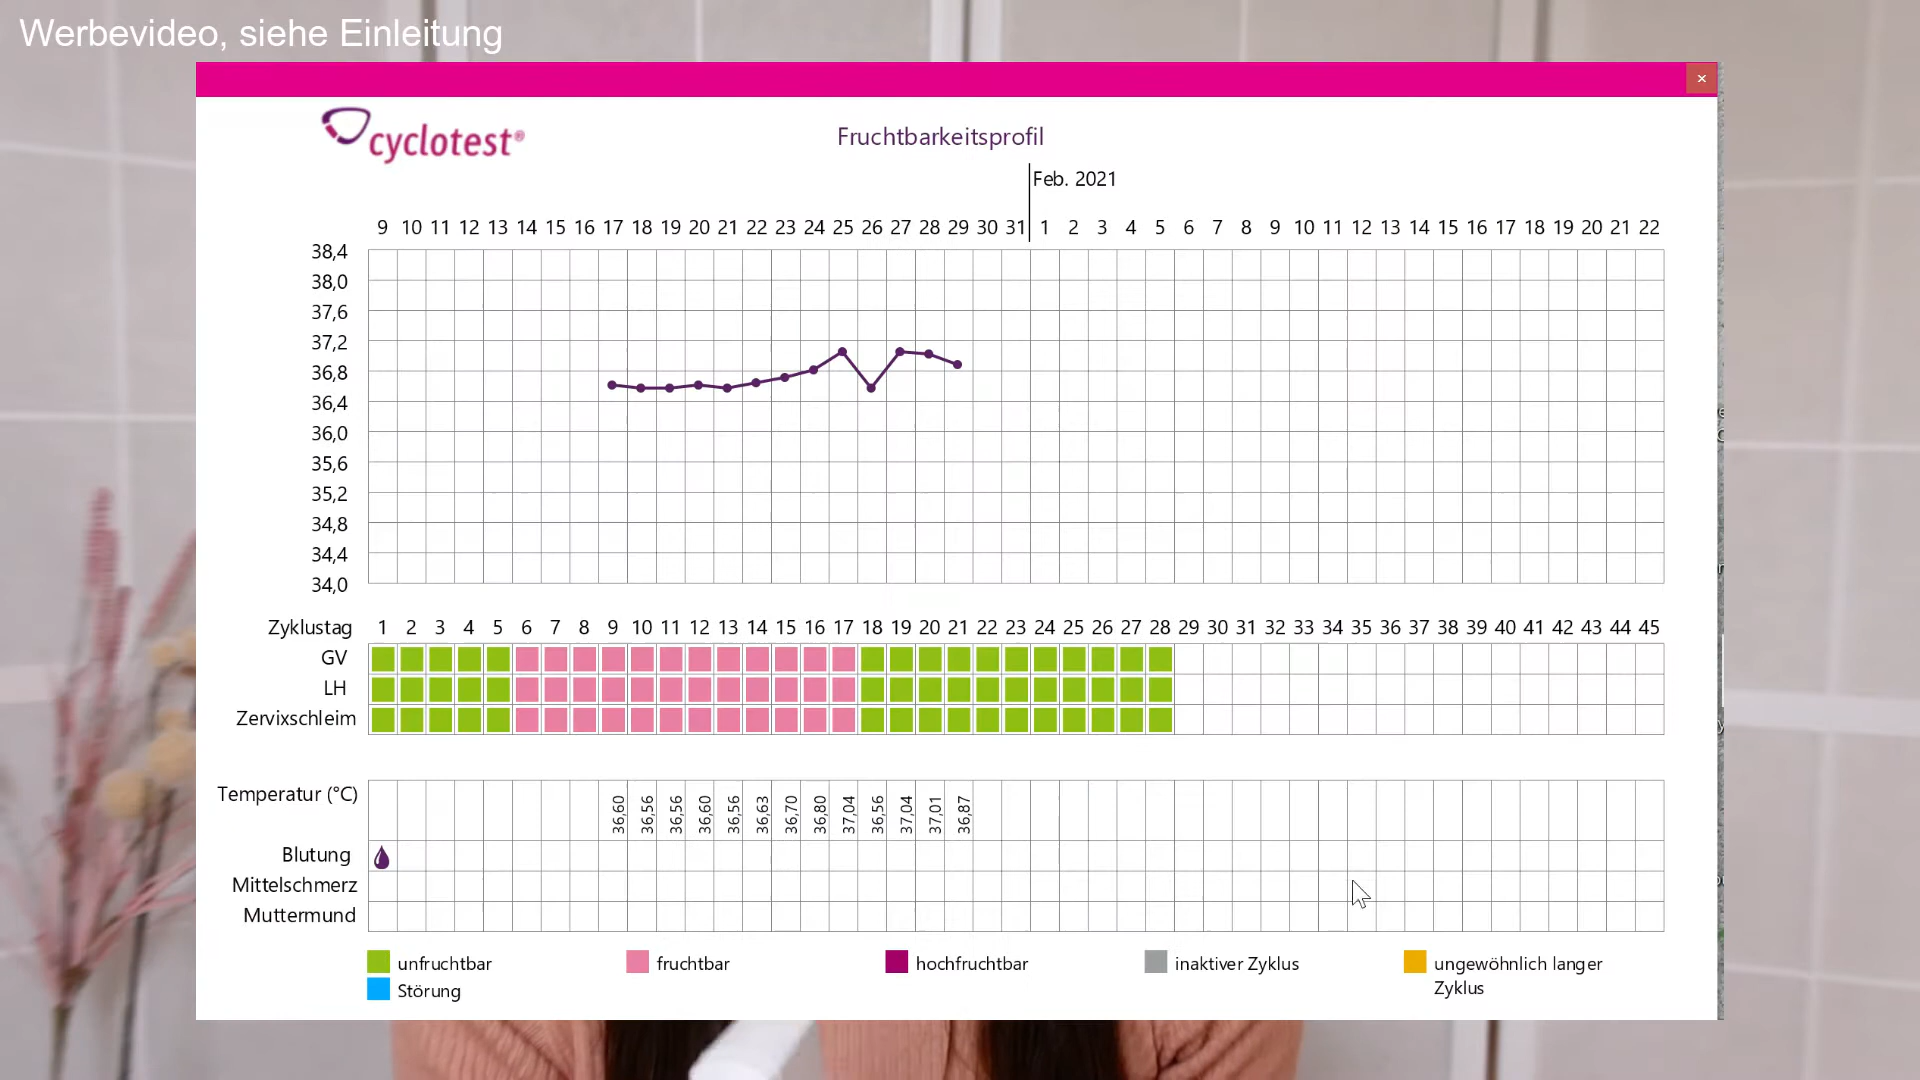 Werbevideo, siehe Einleitung
×
cyclotest®
Fruchtbarkeitsprofil
Feb. 2021
9 10 11 12 13 14 15 16 17 18 19 20 21 22 23 24 25 26 27 28 29 30 31 1 2 3 4 5 6 7 8 9 10 11 12 13 14 15 16 17 18 19 20 21 22
38,4
38,0
37,6
37,2
36,8
36,4
36,0
35,6
35,2
34,8
34,4
34,0
Zyklustag 1 2 3 4 5 6 7 8 9 10 11 12 13 14 15 16 17 18 19 20 21 22 23 24 25 26 27 28 29 30 31 32 33 34 35 36 37 38 39 40 41 42 43 44 45
GV
LH
Zervixschleim
Temperatur (°C) 36,60 36,56 36,56 36,60 36,56 36,63 36,70 36,80 37,04 36,56 37,04 37,01 36,87
Blutung
Mittelschmerz
Muttermund
unfruchtbar fruchtbar hochfruchtbar inaktiver Zyklus ungewöhnlich langer
Störung Zyklus